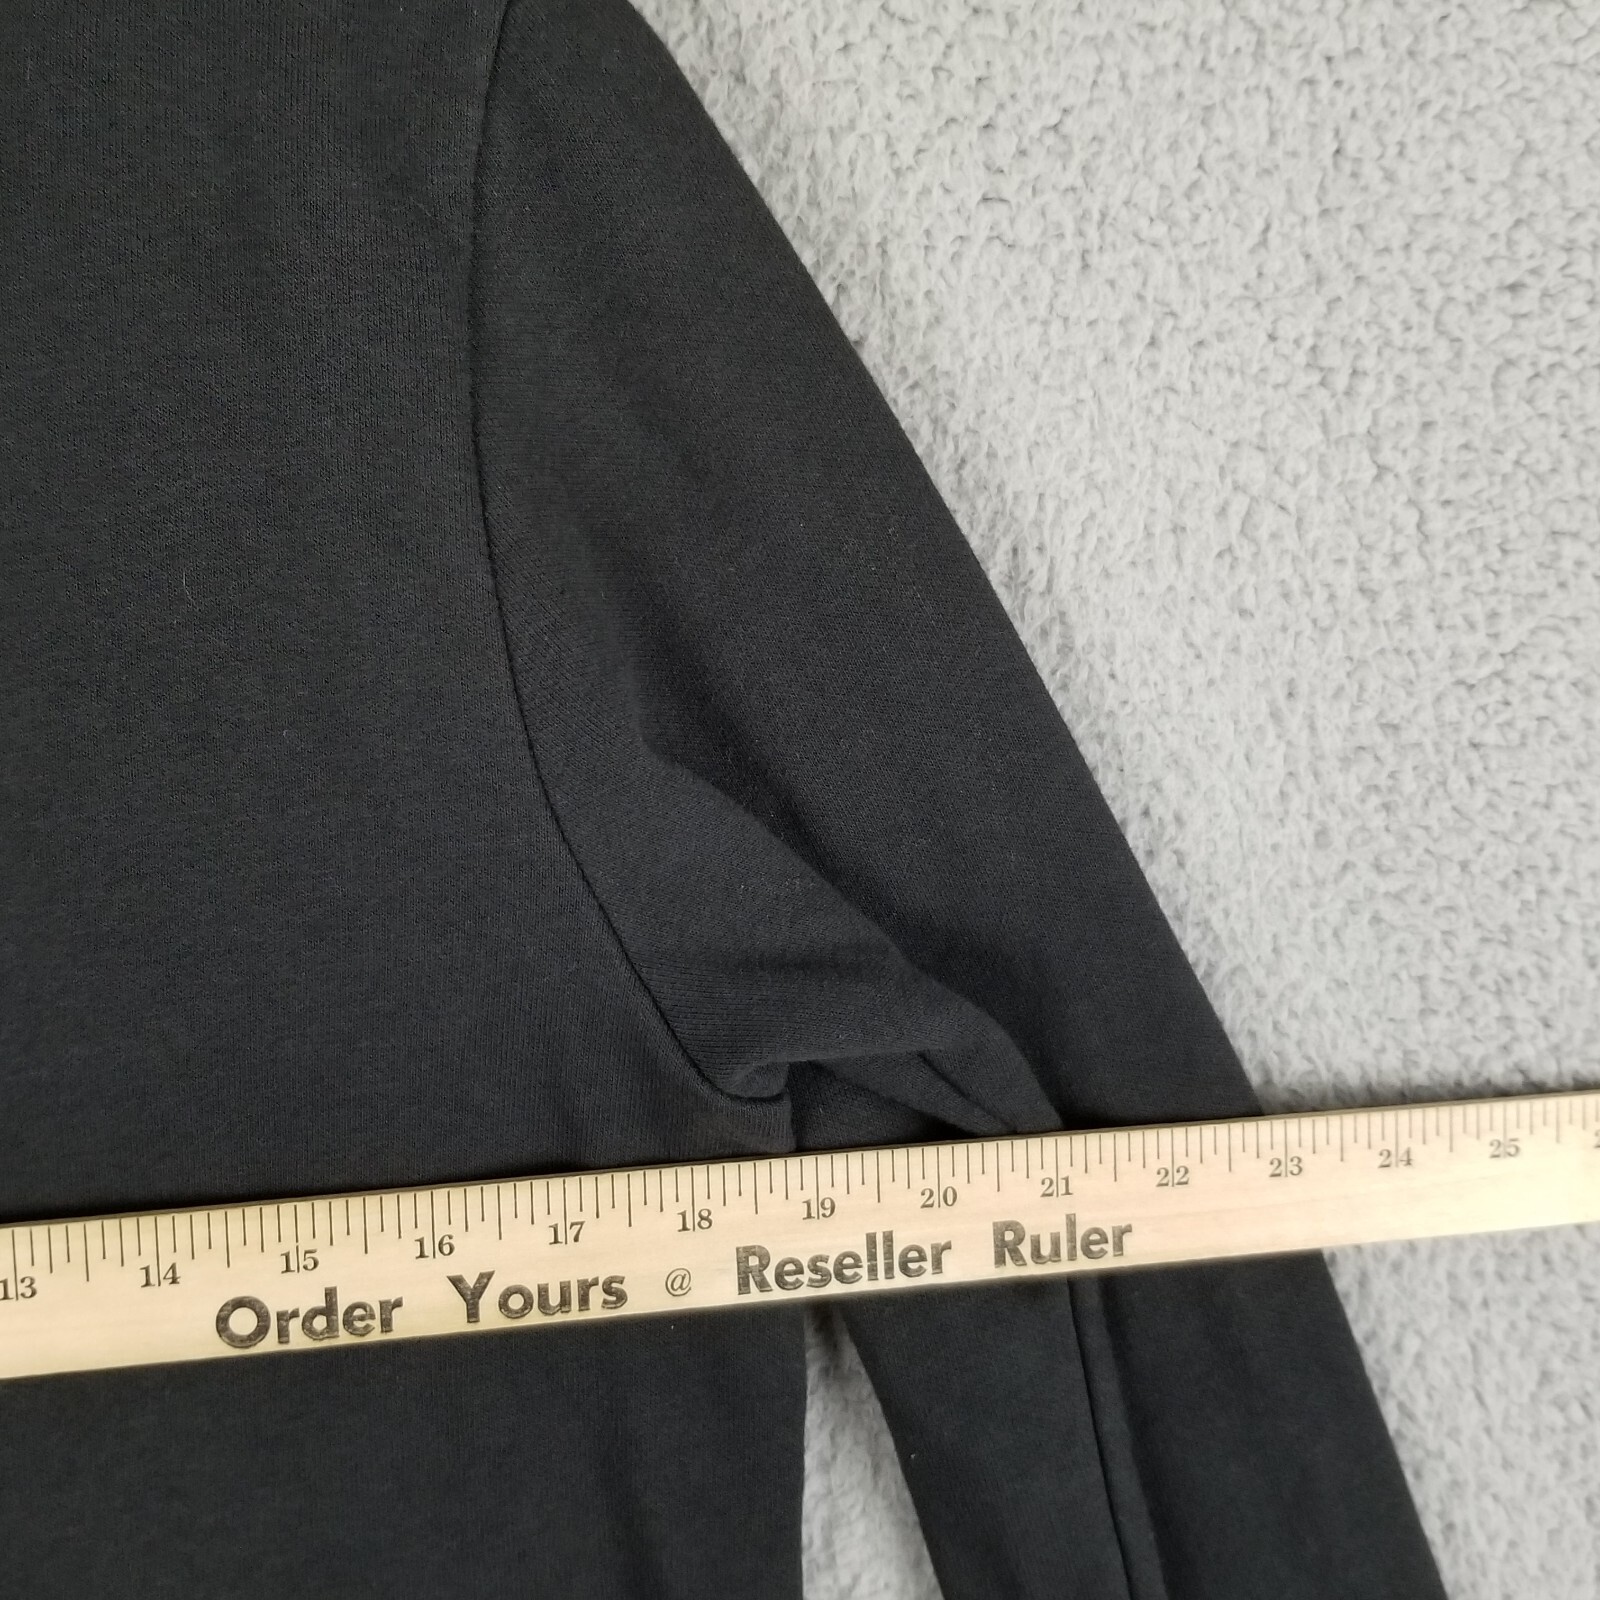 13 14 15 16 17 18 19 20 21 22 23 24 25
Order Yours @ Reseller Ruler